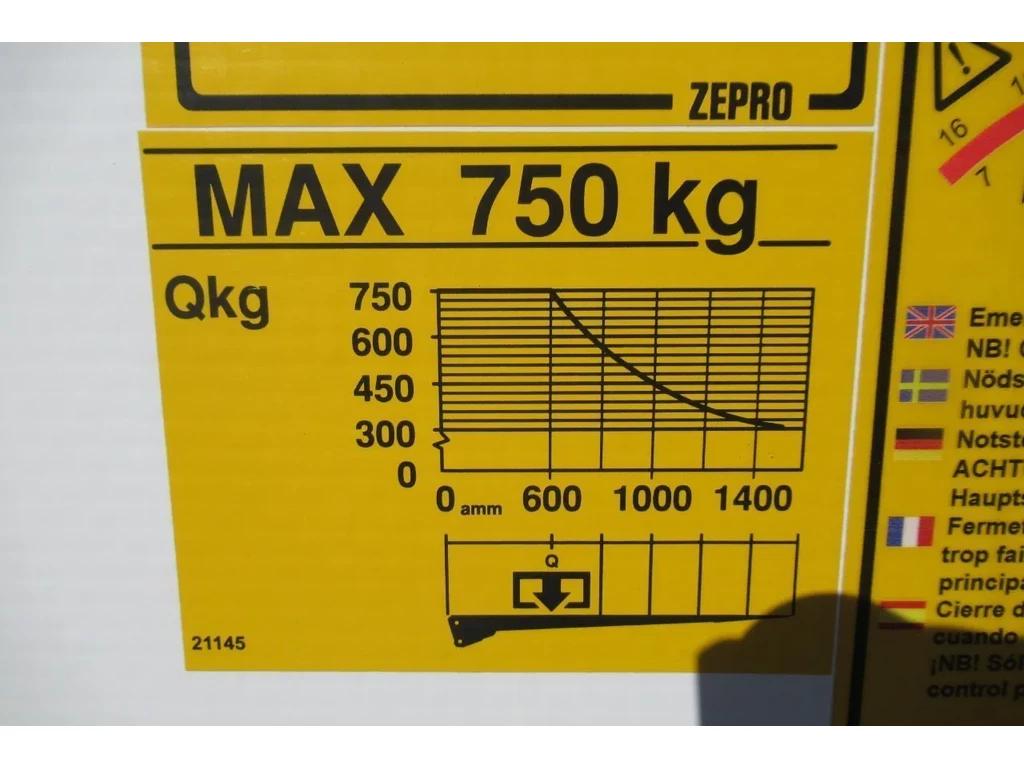 ZEPRO
MAX 750 kg
Qkg
750
600
450
300
0
0 amm 600 1000 1400
Q
21145
16
7
Eme
NB!
Nöds
huvud
Notste
ACHT
Haupts
Fermet
trop fai
principa
Cierre d
cuando
¡NB! Sól
control p